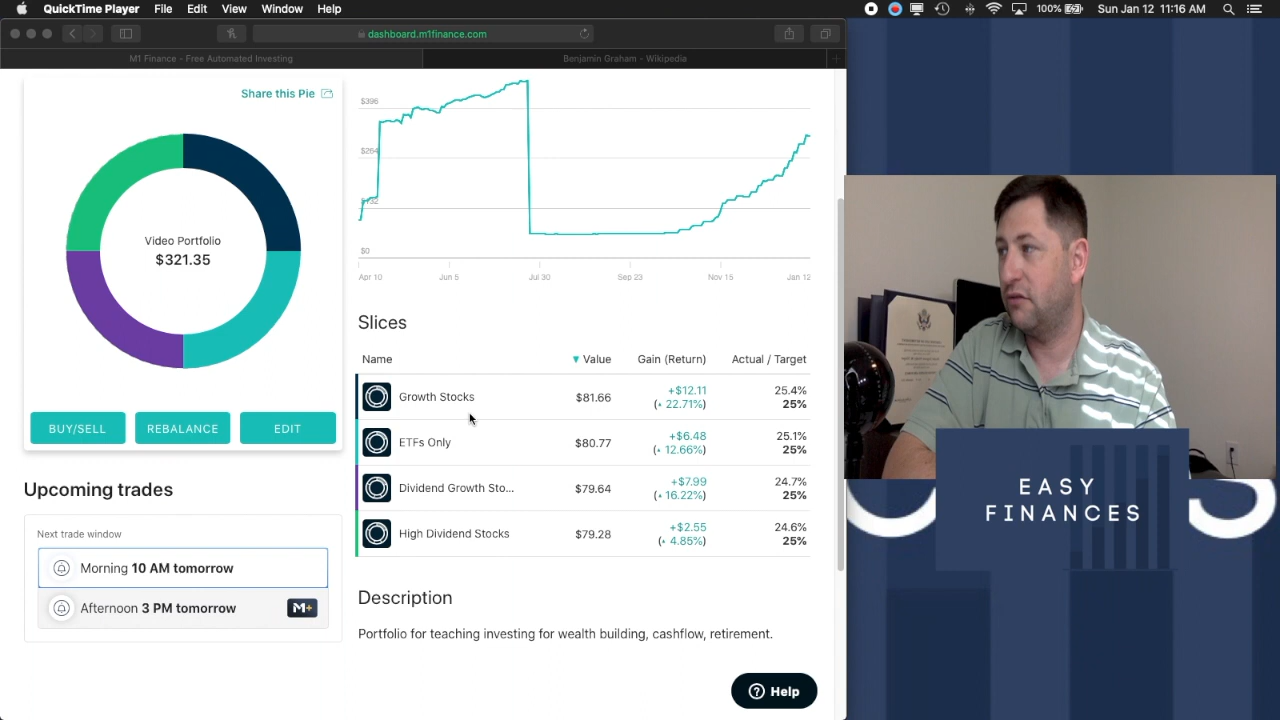 QuickTime Player File Edit View Window Help
100% Sun Jan 12 11:16 AM
dashboard.m1finance.com
M1 Finance - Free Automated Investing
Benjamin Graham - Wikipedia
Share this Pie
Video Portfolio
$321.35
BUY/SELL
REBALANCE
EDIT
Upcoming trades
Next trade window
Morning 10 AM tomorrow
Afternoon 3 PM tomorrow
M+
$396
$264
$132
$0
Apr 10 Jun 5 Jul 30 Sep 23 Nov 15 Jan 12
Slices
Name ▼ Value Gain (Return) Actual / Target
Growth Stocks $81.66 +$12.11 25.4%
(▲ 22.71%) 25%
ETFs Only $80.77 +$6.48 25.1%
(▲ 12.66%) 25%
Dividend Growth Sto... $79.64 +$7.99 24.7%
(▲ 16.22%) 25%
High Dividend Stocks $79.28 +$2.55 24.6%
(▲ 4.85%) 25%
Description
Portfolio for teaching investing for wealth building, cashflow, retirement.
? Help
EASY
FINANCES